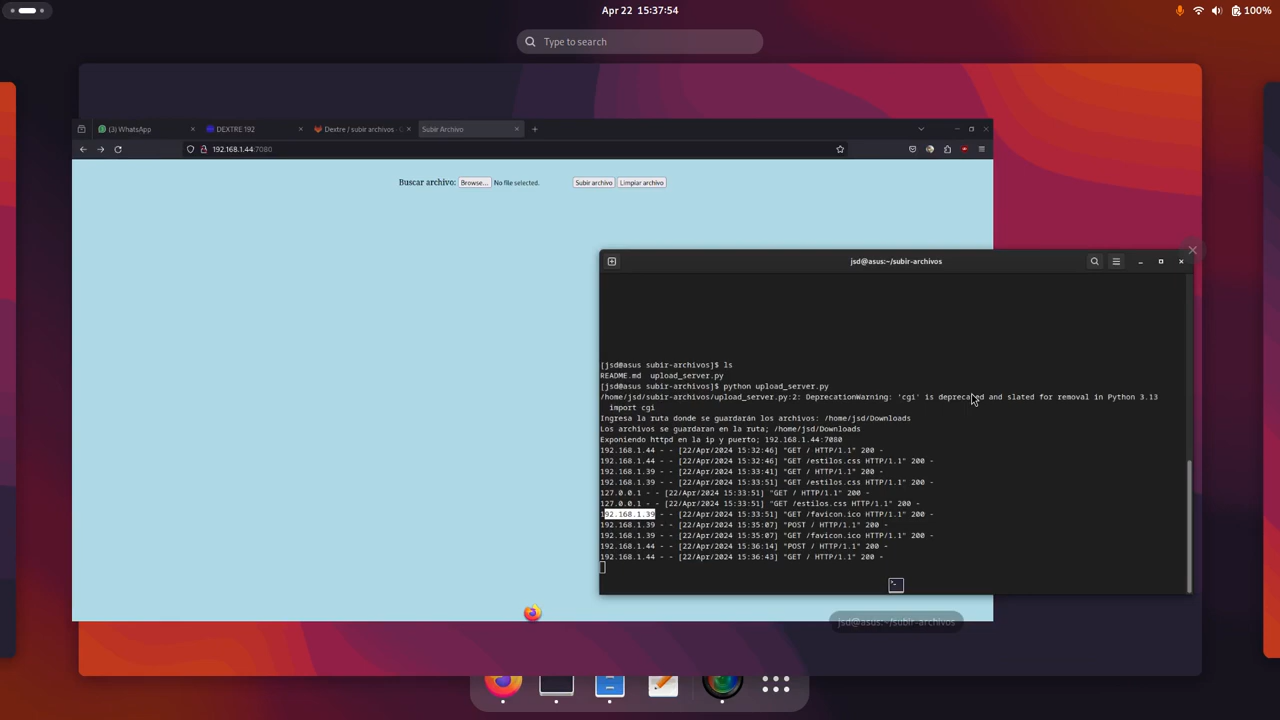 Apr 22 15:37:54
100%
Type to search
(3) WhatsApp
DEXTRE 192
Dextre / subir archivos · G
Subir Archivo
192.168.1.44:7080
Buscar archivo: Browse... No file selected. Subir archivo Limpiar archivo
jsd@asus:~/subir-archivos
[jsd@asus subir-archivos]$ ls
README.md upload_server.py
[jsd@asus subir-archivos]$ python upload_server.py
/home/jsd/subir-archivos/upload_server.py:2: DeprecationWarning: 'cgi' is deprecated and slated for removal in Python 3.13
import cgi
Ingresa la ruta donde se guardarán los archivos: /home/jsd/Downloads
Los archivos se guardaran en la ruta; /home/jsd/Downloads
Exponiendo httpd en la ip y puerto; 192.168.1.44:7080
192.168.1.44 - - [22/Apr/2024 15:32:46] "GET / HTTP/1.1" 200 -
192.168.1.44 - - [22/Apr/2024 15:32:46] "GET /estilos.css HTTP/1.1" 200 -
192.168.1.39 - - [22/Apr/2024 15:33:41] "GET / HTTP/1.1" 200 -
192.168.1.39 - - [22/Apr/2024 15:33:51] "GET /estilos.css HTTP/1.1" 200 -
127.0.0.1 - - [22/Apr/2024 15:33:51] "GET / HTTP/1.1" 200 -
127.0.0.1 - - [22/Apr/2024 15:33:51] "GET /estilos.css HTTP/1.1" 200 -
192.168.1.39 - - [22/Apr/2024 15:33:51] "GET /favicon.ico HTTP/1.1" 200 -
192.168.1.39 - - [22/Apr/2024 15:35:07] "POST / HTTP/1.1" 200 -
192.168.1.39 - - [22/Apr/2024 15:35:07] "GET /favicon.ico HTTP/1.1" 200 -
192.168.1.44 - - [22/Apr/2024 15:36:14] "POST / HTTP/1.1" 200 -
192.168.1.44 - - [22/Apr/2024 15:36:43] "GET / HTTP/1.1" 200 -
jsd@asus:~/subir-archivos